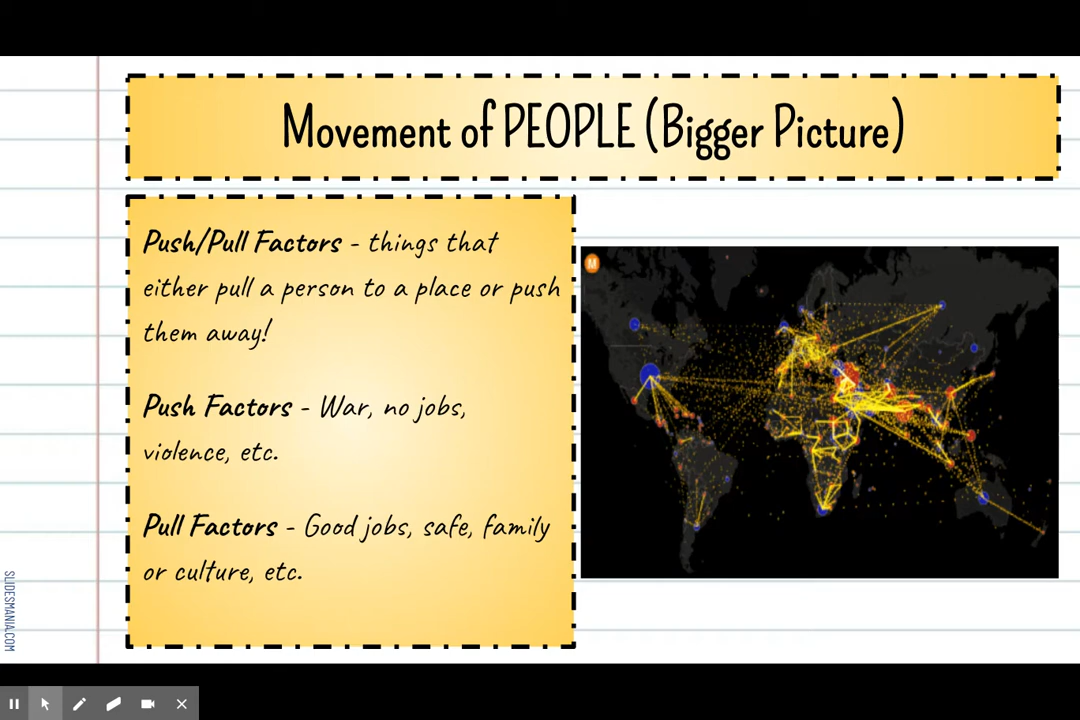 Movement of PEOPLE (Bigger Picture)
Push/Pull Factors - things that
either pull a person to a place or push
them away!
Push Factors - War, no jobs,
violence, etc.
Pull Factors - Good jobs, safe, family
or culture, etc.
M
SLIDESMANIA.COM